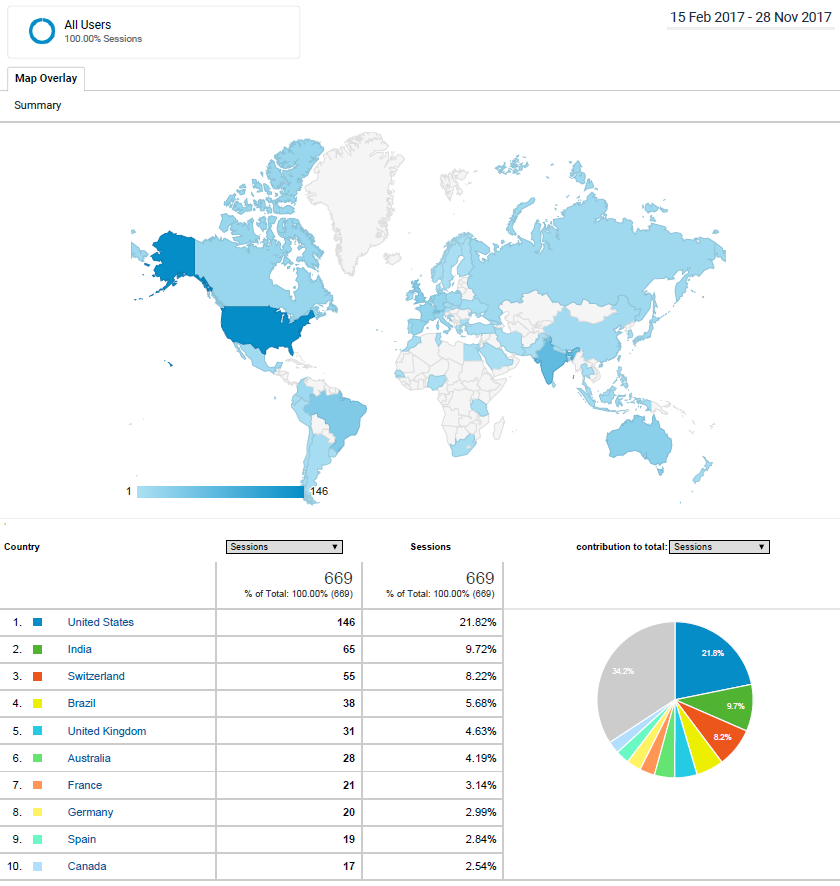 All Users
100.00% Sessions
15 Feb 2017 - 28 Nov 2017
Map Overlay
Summary
1
146
Country
Sessions
Sessions
contribution to total: Sessions
669
% of Total: 100.00% (669)
669
% of Total: 100.00% (669)
1. United States 146 21.82%
2. India 65 9.72%
3. Switzerland 55 8.22%
4. Brazil 38 5.68%
5. United Kingdom 31 4.63%
6. Australia 28 4.19%
7. France 21 3.14%
8. Germany 20 2.99%
9. Spain 19 2.84%
10. Canada 17 2.54%
21.8%
34.2%
9.7%
8.2%